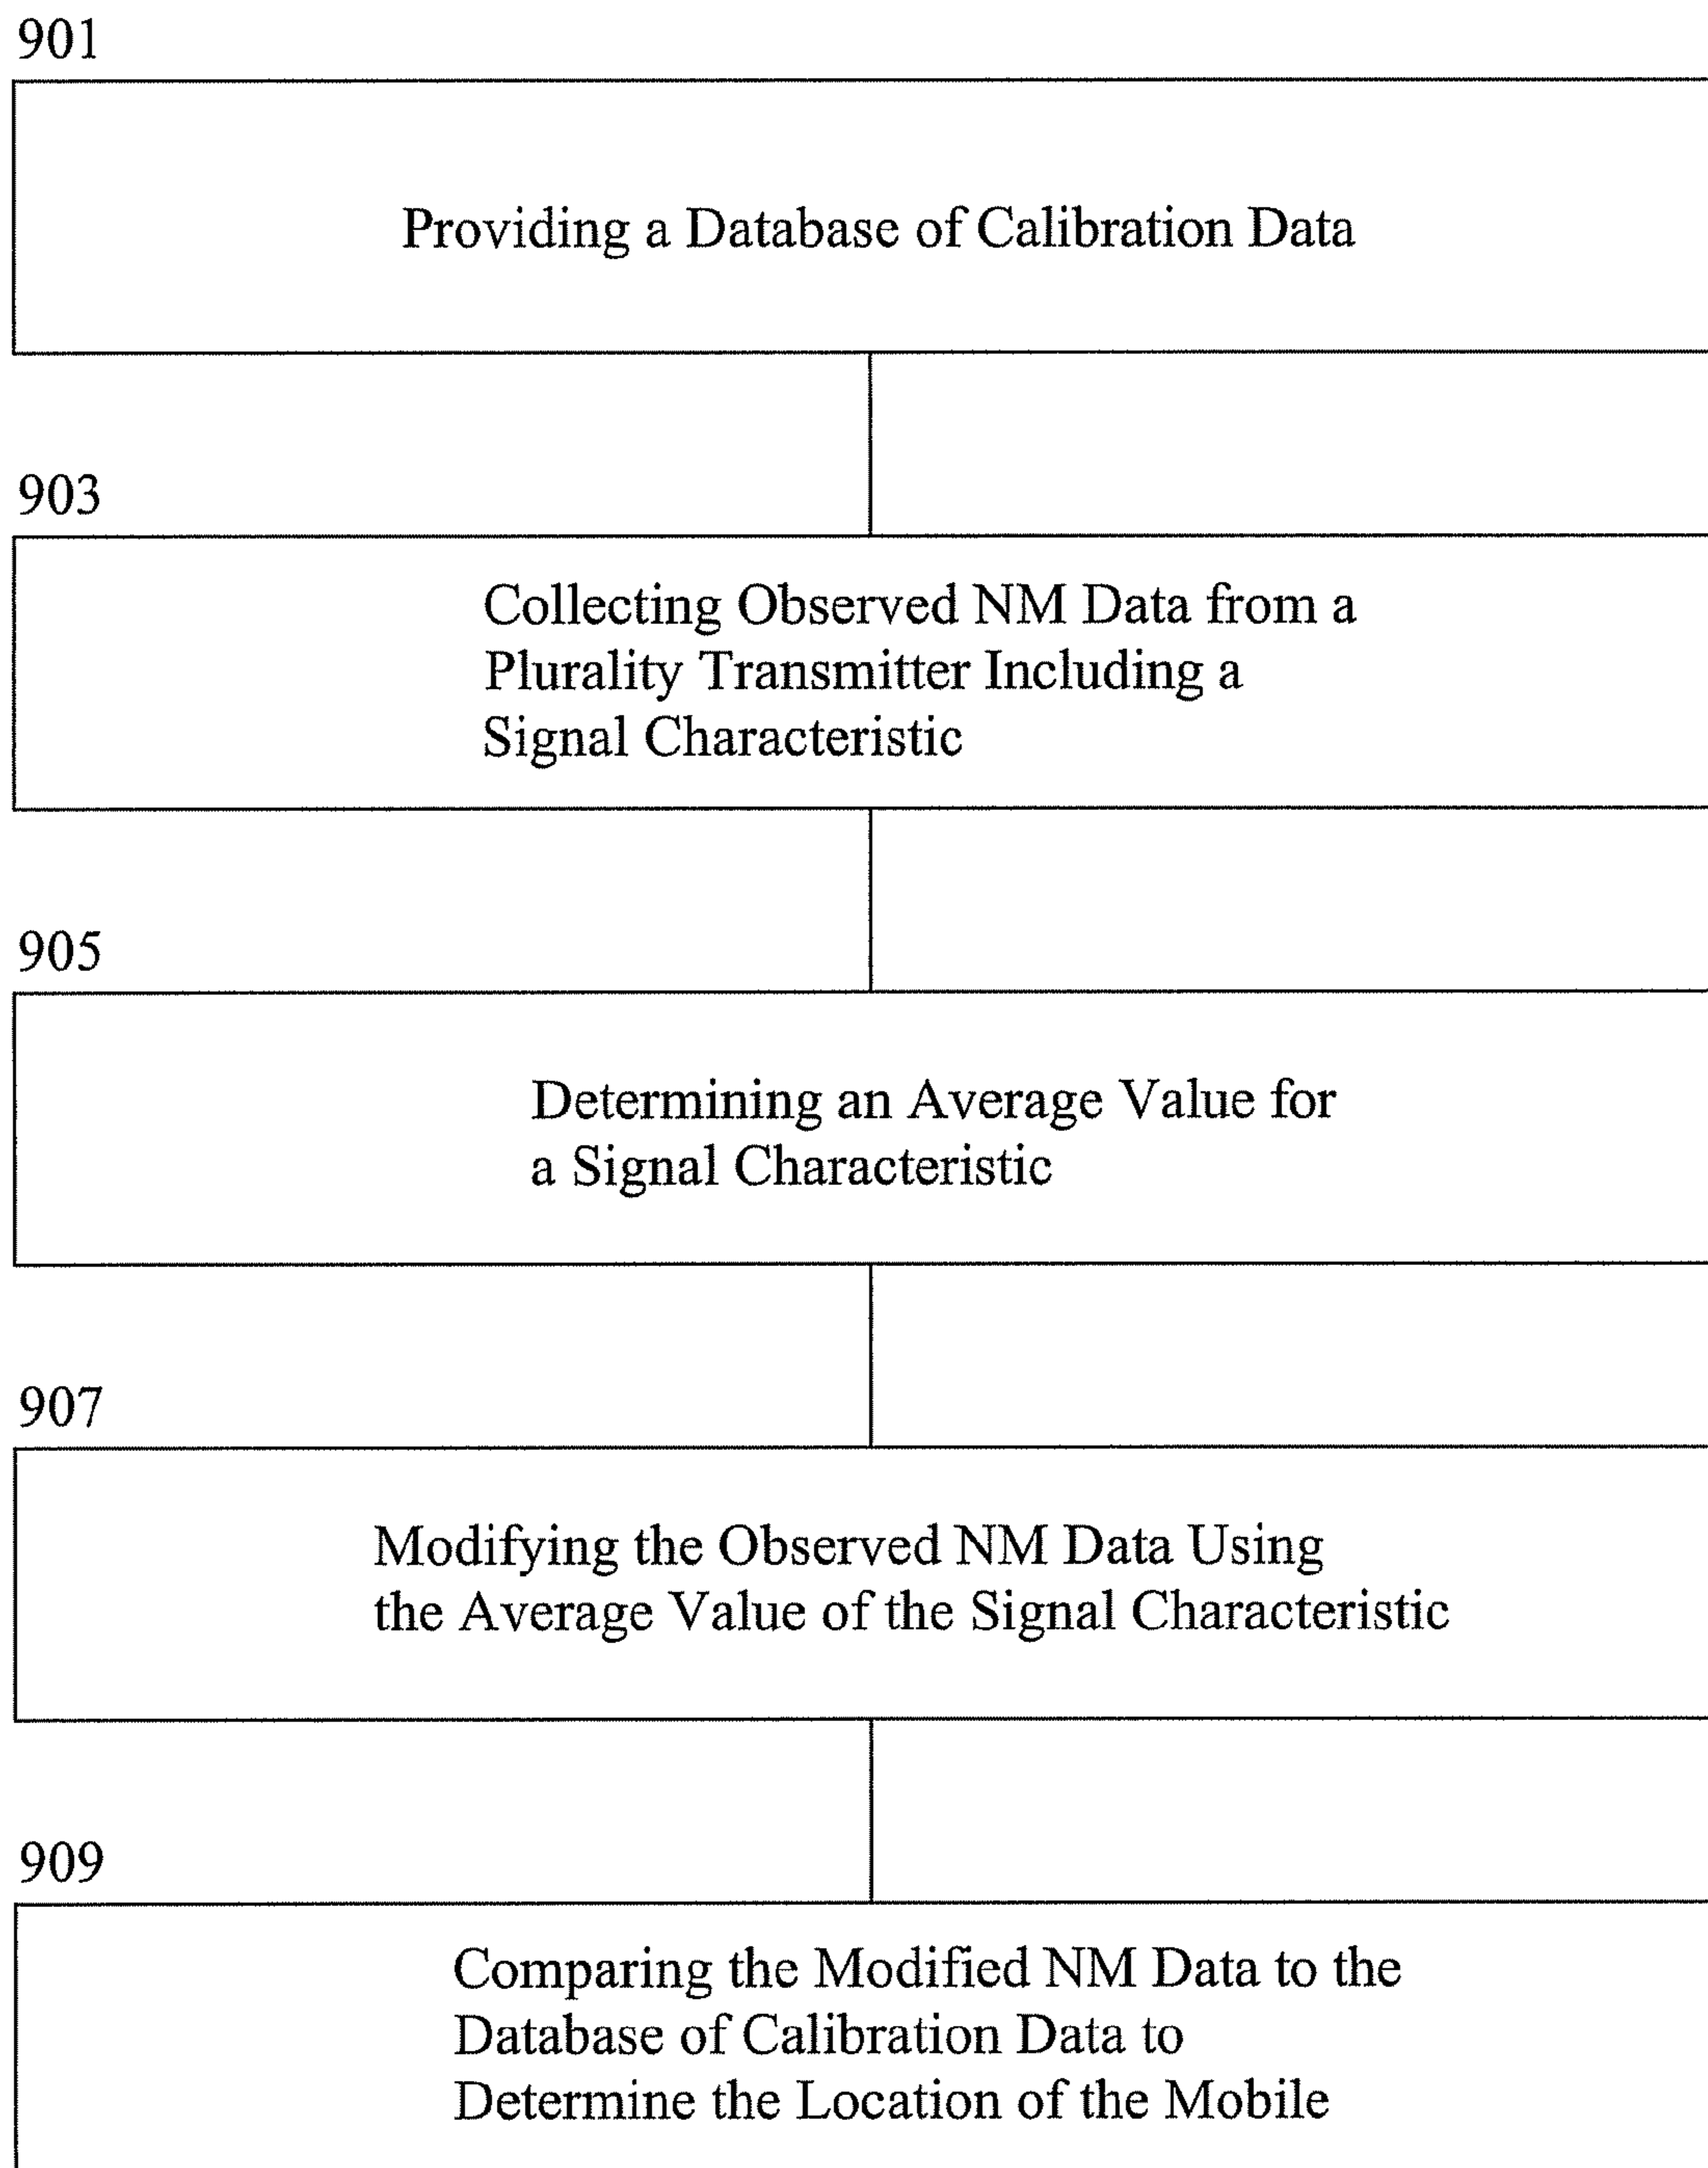 901
Providing a Database of Calibration Data
903
Collecting Observed NM Data from a
Plurality Transmitter Including a
Signal Characteristic
905
Determining an Average Value for
a Signal Characteristic
907
Modifying the Observed NM Data Using
the Average Value of the Signal Characteristic
909
Comparing the Modified NM Data to the
Database of Calibration Data to
Determine the Location of the Mobile